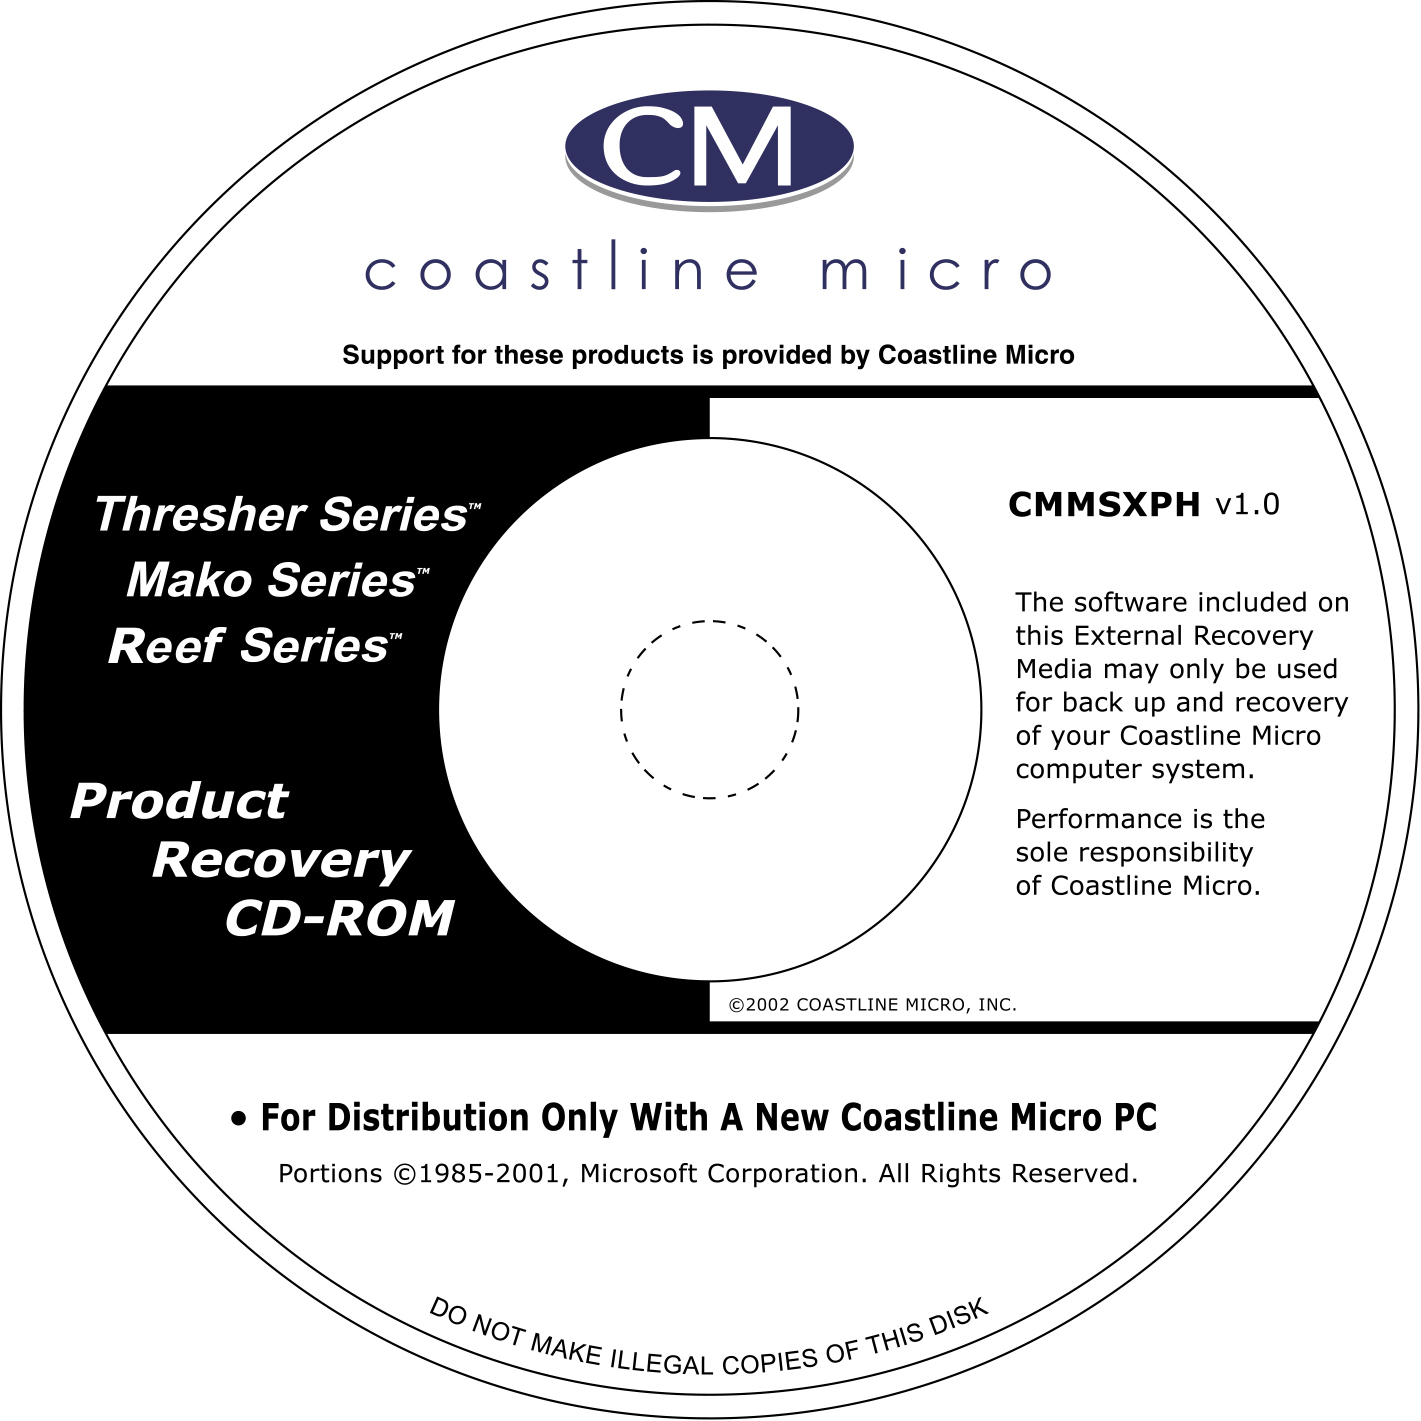 CM
coastline micro
Support for these products is provided by Coastline Micro
Thresher Series™
Mako Series™
Reef Series™
Product
Recovery
CD-ROM
CMMSXPH v1.0
The software included on
this External Recovery
Media may only be used
for back up and recovery
of your Coastline Micro
computer system.
Performance is the
sole responsibility
of Coastline Micro.
©2002 COASTLINE MICRO, INC.
• For Distribution Only With A New Coastline Micro PC
Portions ©1985-2001, Microsoft Corporation. All Rights Reserved.
DO NOT MAKE ILLEGAL COPIES OF THIS DISK